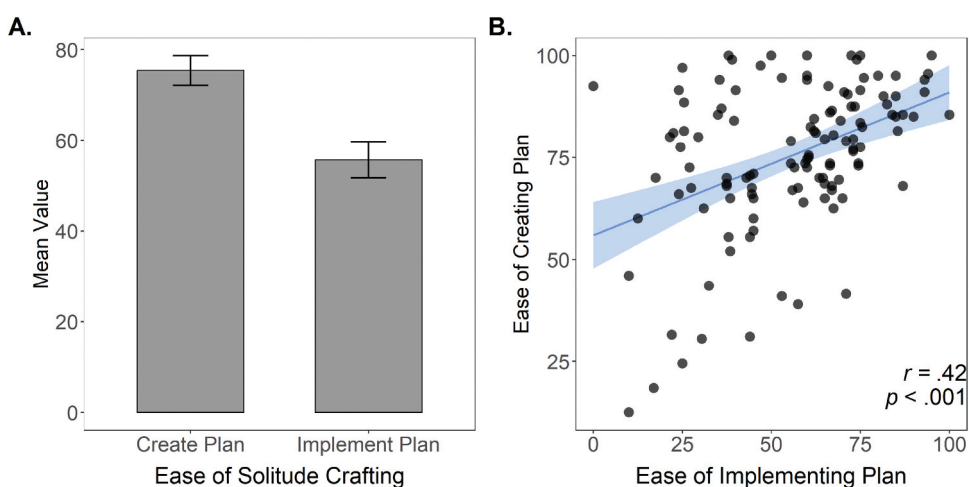 A.
Mean Value
80
60
40
20
0
Create Plan Implement Plan
Ease of Solitude Crafting
B.
Ease of Creating Plan
100
75
50
25
r = .42
p < .001
0 25 50 75 100
Ease of Implementing Plan